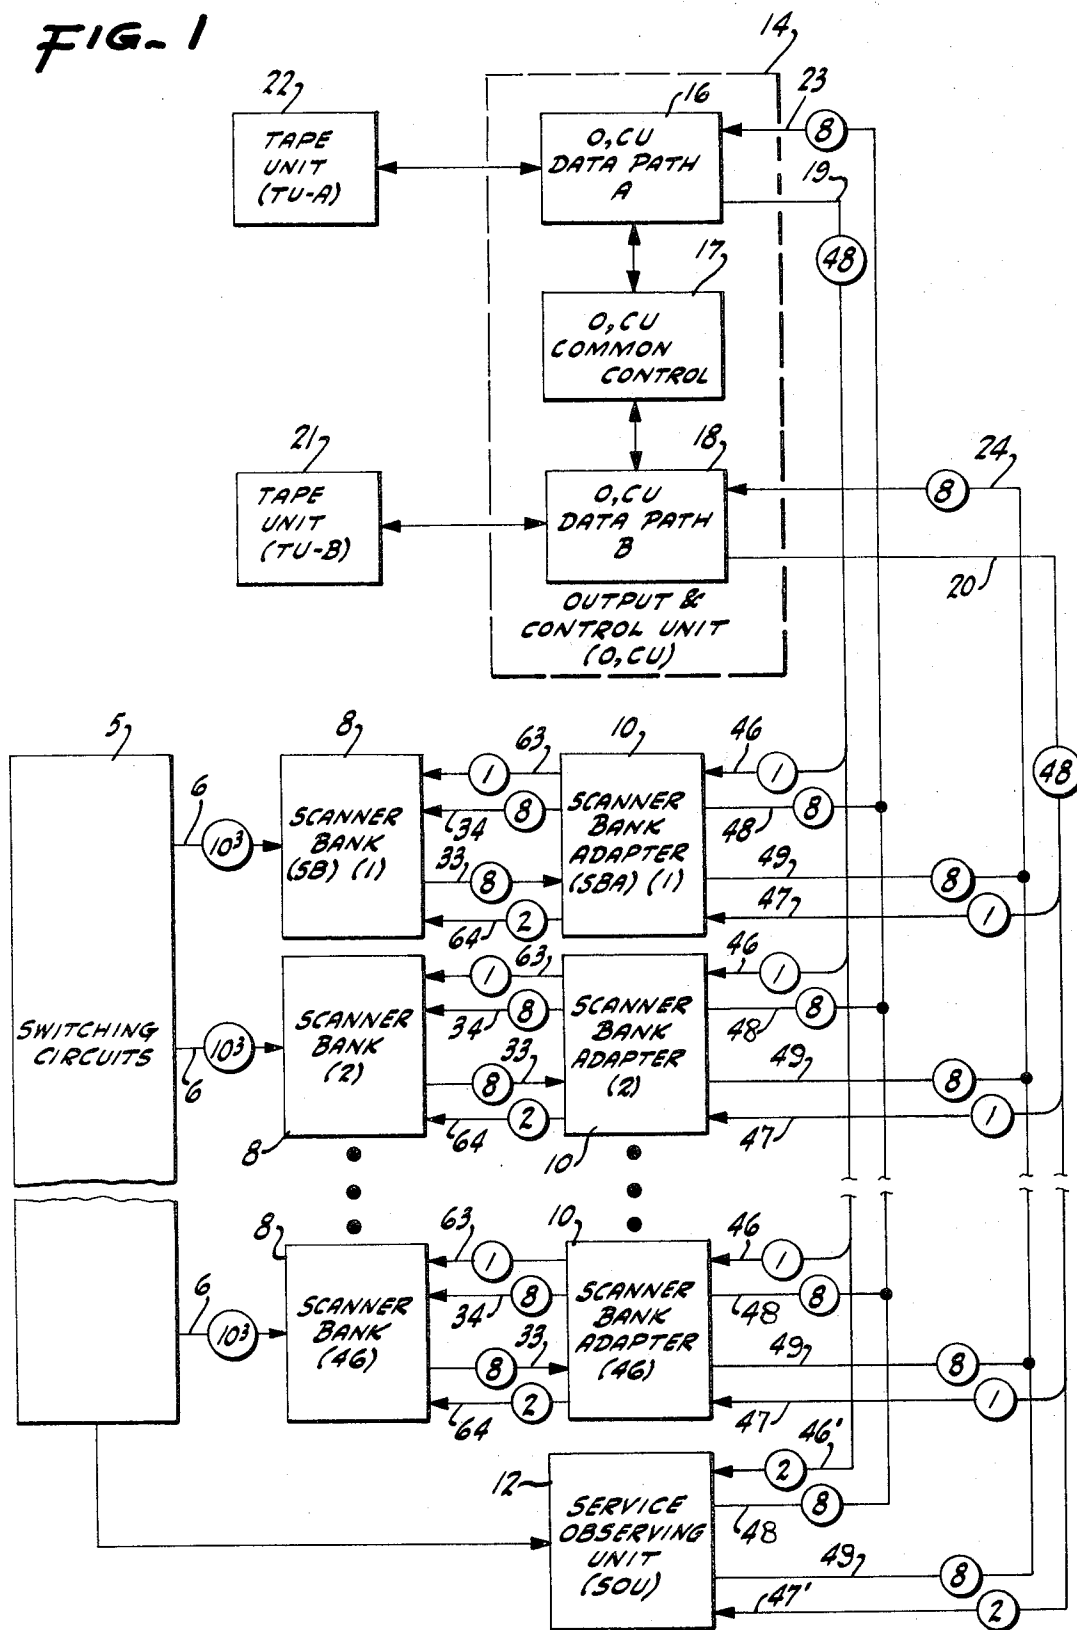 FIG-1
14
22
16
23
8
TAPE
UNIT
(TU-A)
O,CU
DATA PATH
A
19
48
17
O,CU
COMMON
CONTROL
21
18
24
8
TAPE
UNIT
(TU-B)
O,CU
DATA PATH
B
20
OUTPUT &
CONTROL UNIT
(O,CU)
48
5
6
10³
8
SCANNER
BANK
(SB) (1)
63
1
34
8
33
8
64
2
10
SCANNER
BANK
ADAPTER
(SBA) (1)
46
1
48
8
49
8
47
1
SWITCHING
CIRCUITS
6
10³
SCANNER
BANK
(2)
8
63
1
34
8
33
8
64
2
SCANNER
BANK
ADAPTER
(2)
10
46
1
48
8
49
8
47
1
6
10³
8
SCANNER
BANK
(46)
63
1
34
8
33
8
64
2
10
SCANNER
BANK
ADAPTER
(46)
46
1
48
8
49
8
47
1
12
SERVICE
OBSERVING
UNIT
(SOU)
2
46'
8
48
49
8
47'
2